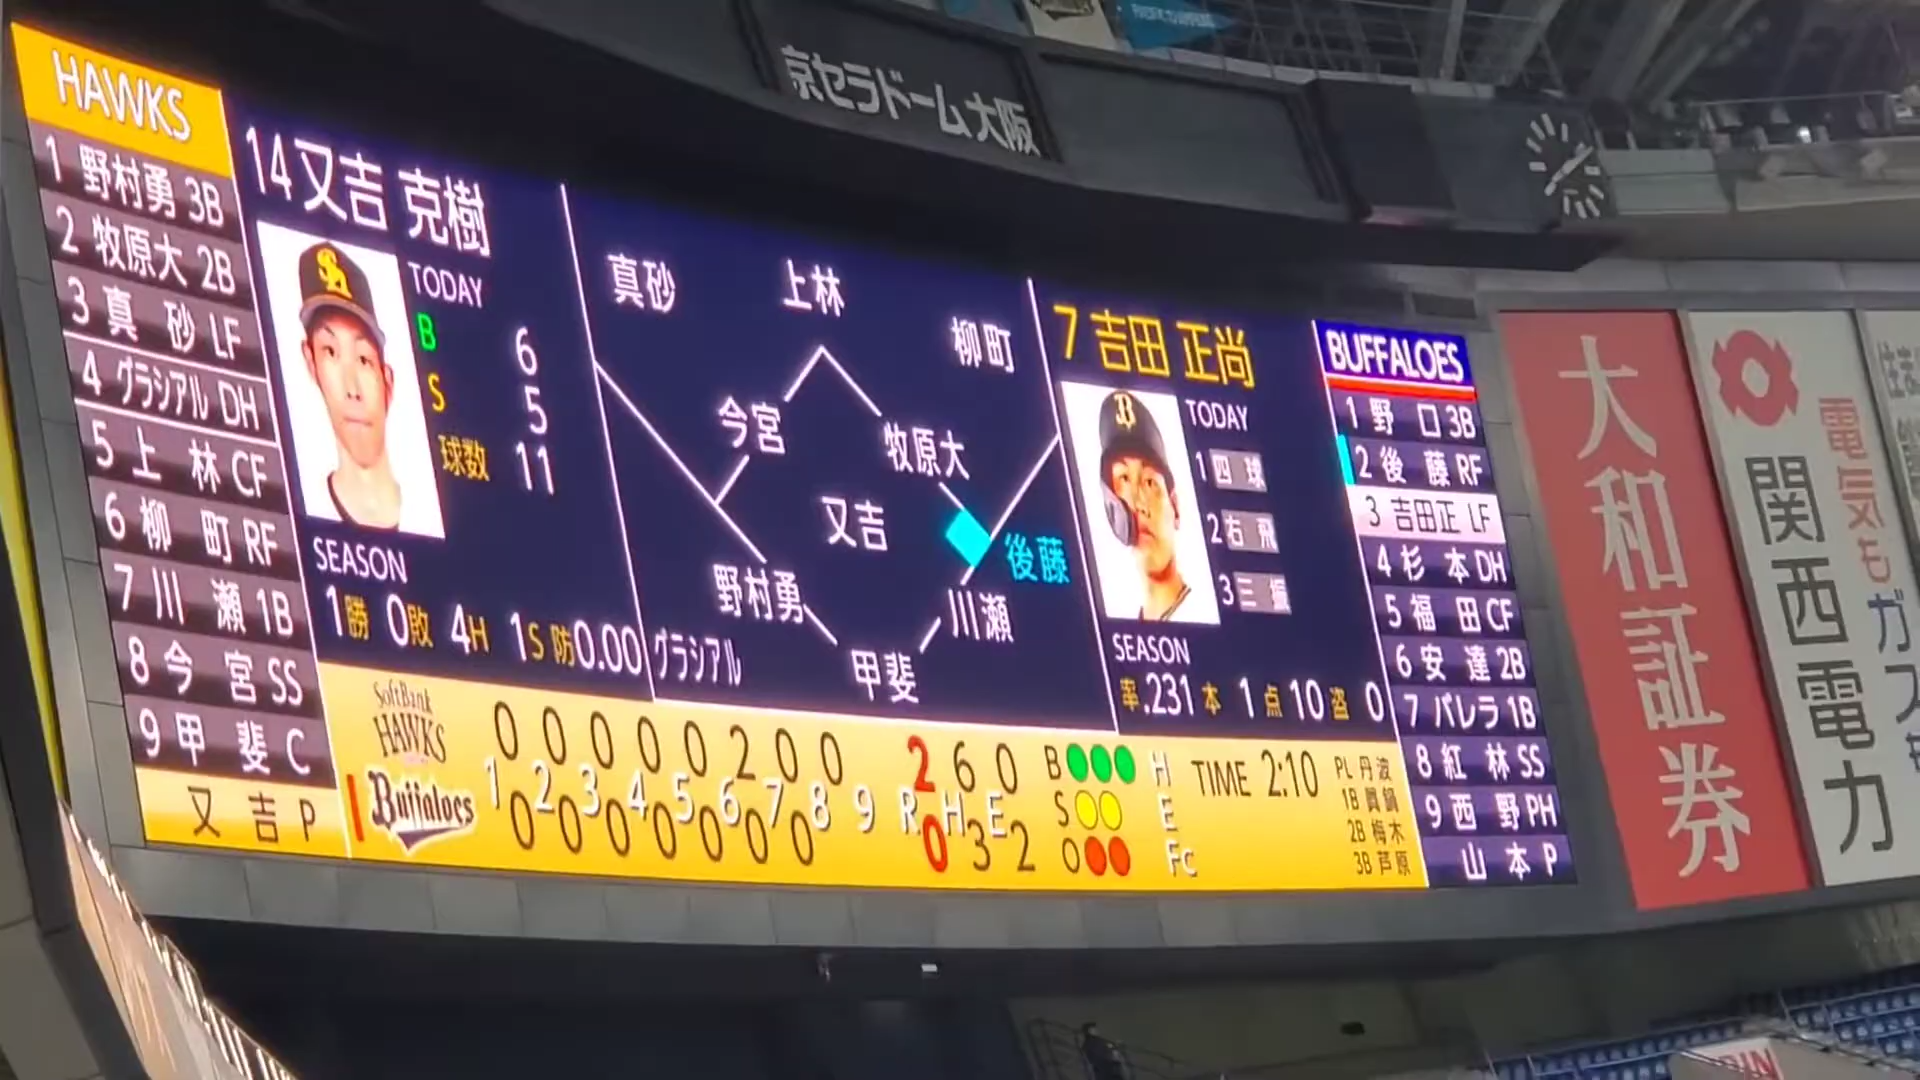 京セラドーム大阪
HAWKS
1 野村勇 3B
2 牧原大 2B
3 真 砂 LF
4 グラシアル DH
5 上 林 CF
6 柳 町 RF
7 川 瀬 1B
8 今 宮 SS
9 甲 斐 C
又 吉 P
14 又吉 克樹
TODAY
B 6
S 5
球数 11
SEASON
1勝 0敗 4H 1S 防0.00
真砂
上林
柳町
今宮
牧原大
又吉
後藤
野村勇
川瀬
グラシアル
甲斐
7 吉田 正尚
TODAY
1 四 球
2 右 飛
3 三 振
SEASON
率.231 本 1 点 10 盗 0
BUFFALOES
1 野 口 3B
2 後 藤 RF
3 吉田正 LF
4 杉 本 DH
5 福 田 CF
6 安 達 2B
7 バレラ 1B
8 紅 林 SS
9 西 野 PH
山 本 P
SoftBank
HAWKS
0 0 0 0 0 2 0 0 2 6 0
1 2 3 4 5 6 7 8 9 R H E
Buffaloes
0 0 0 0 0 0 0 0 3 2
B H
S E
O Fc
TIME 2:10
PL 丹波
1B 眞鍋
2B 梅木
3B 芦原
大和証券
電気も
ガス
関西電力